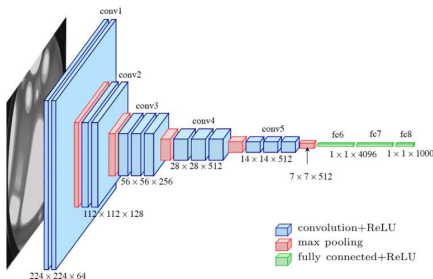 conv1
conv2
conv3
conv4
conv5
fc6
fc7
fc8
1 × 1 × 4096
1 × 1 × 1000
28 × 28 × 512
14 × 14 × 512
56 × 56 × 256
7 × 7 × 512
112 × 112 × 128
224 × 224 × 64
convolution+ReLU
max pooling
fully connected+ReLU